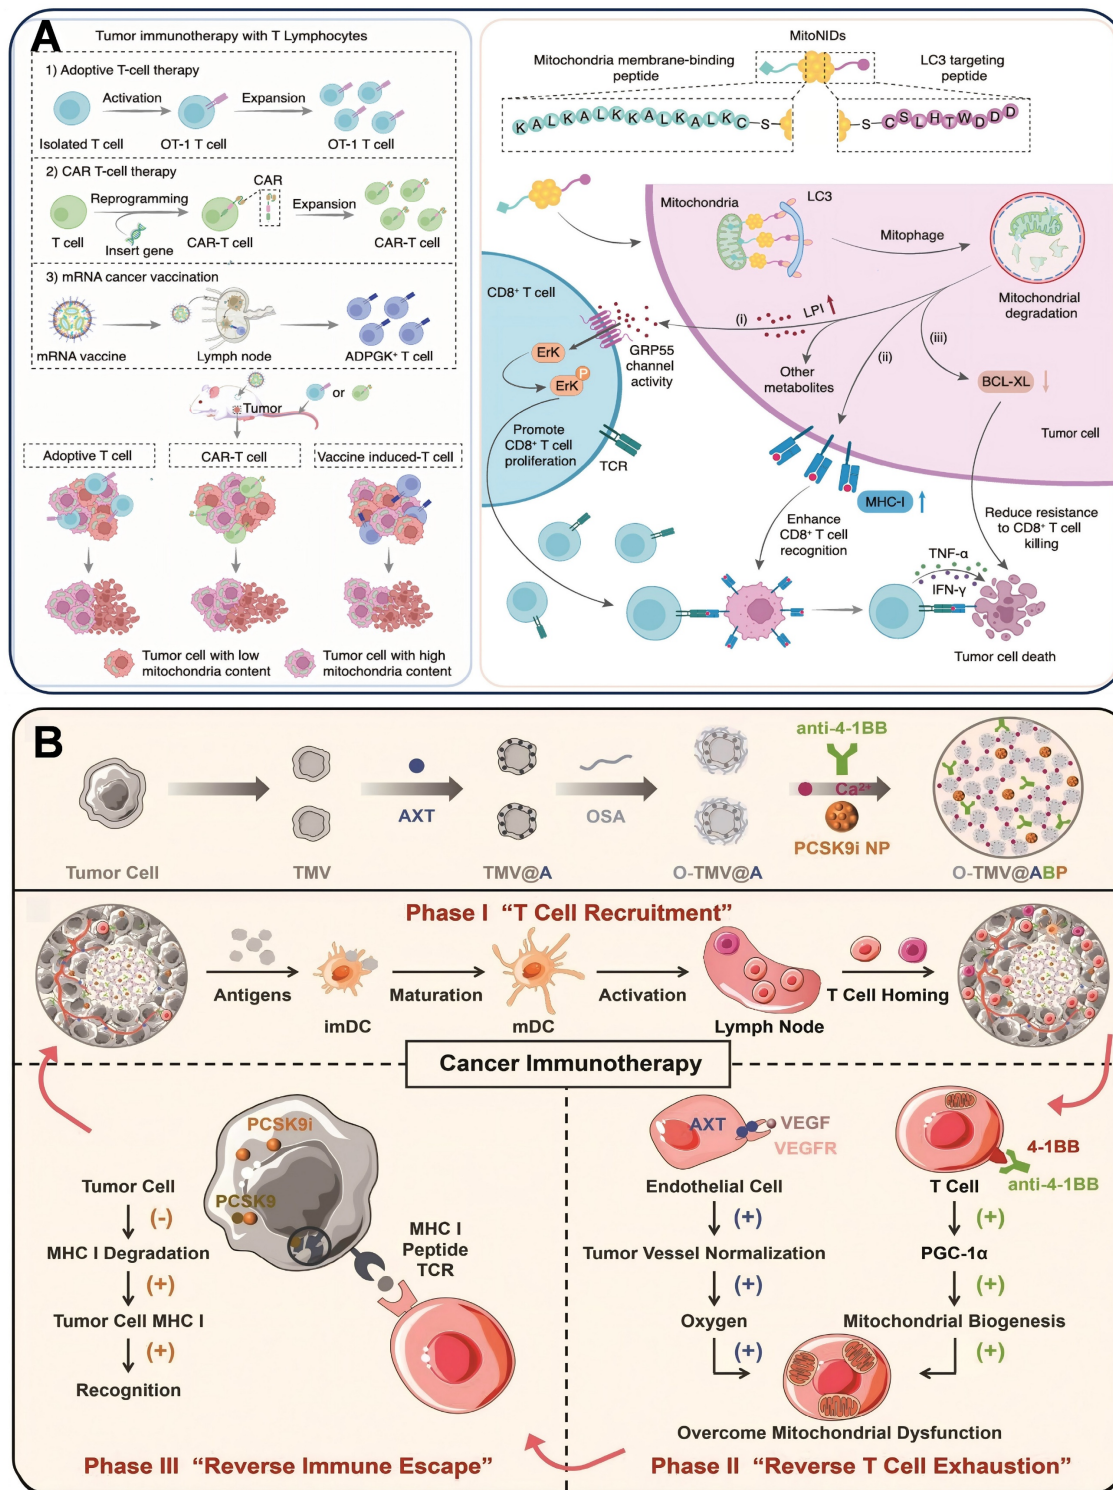 A
Tumor immunotherapy with T Lymphocytes
1) Adoptive T-cell therapy
Activation
Expansion
Isolated T cell
OT-1 T cell
OT-1 T cell
2) CAR T-cell therapy
CAR
Reprogramming
Expansion
T cell
Insert gene
CAR-T cell
CAR-T cell
3) mRNA cancer vaccination
mRNA vaccine
Lymph node
ADPGK⁺ T cell
or
Tumor
Adoptive T cell
CAR-T cell
Vaccine induced-T cell
Tumor cell with low
mitochondria content
Tumor cell with high
mitochondria content
MitoNIDs
Mitochondria membrane-binding
peptide
LC3 targeting
peptide
KALKALKKALKALKC-S-
-S-CSLHTWDDD
Mitochondria
LC3
Mitophage
Mitochondrial
degradation
CD8⁺ T cell
(i)
LPI
GRP55
channel
activity
ErK
ErK
P
Other
metabolites
(ii)
(iii)
BCL-XL
Tumor cell
Promote
CD8⁺ T cell
proliferation
TCR
MHC-I
Enhance
CD8⁺ T cell
recognition
Reduce resistance
to CD8⁺ T cell
killing
TNF-α
IFN-γ
Tumor cell death
B
anti-4-1BB
AXT
OSA
Ca²⁺
PCSK9i NP
Tumor Cell
TMV
TMV@A
O-TMV@A
O-TMV@ABP
Phase I “T Cell Recruitment”
Antigens
imDC
Maturation
mDC
Activation
Lymph Node
T Cell Homing
Cancer Immunotherapy
PCSK9i
PCSK9
Tumor Cell
(-)
MHC I Degradation
(+)
Tumor Cell MHC I
(+)
Recognition
MHC I
Peptide
TCR
Phase III “Reverse Immune Escape”
AXT
VEGF
VEGFR
4-1BB
anti-4-1BB
Endothelial Cell
T Cell
(+)
(+)
Tumor Vessel Normalization
PGC-1α
(+)
(+)
Oxygen
Mitochondrial Biogenesis
(+)
(+)
Overcome Mitochondrial Dysfunction
Phase II “Reverse T Cell Exhaustion”